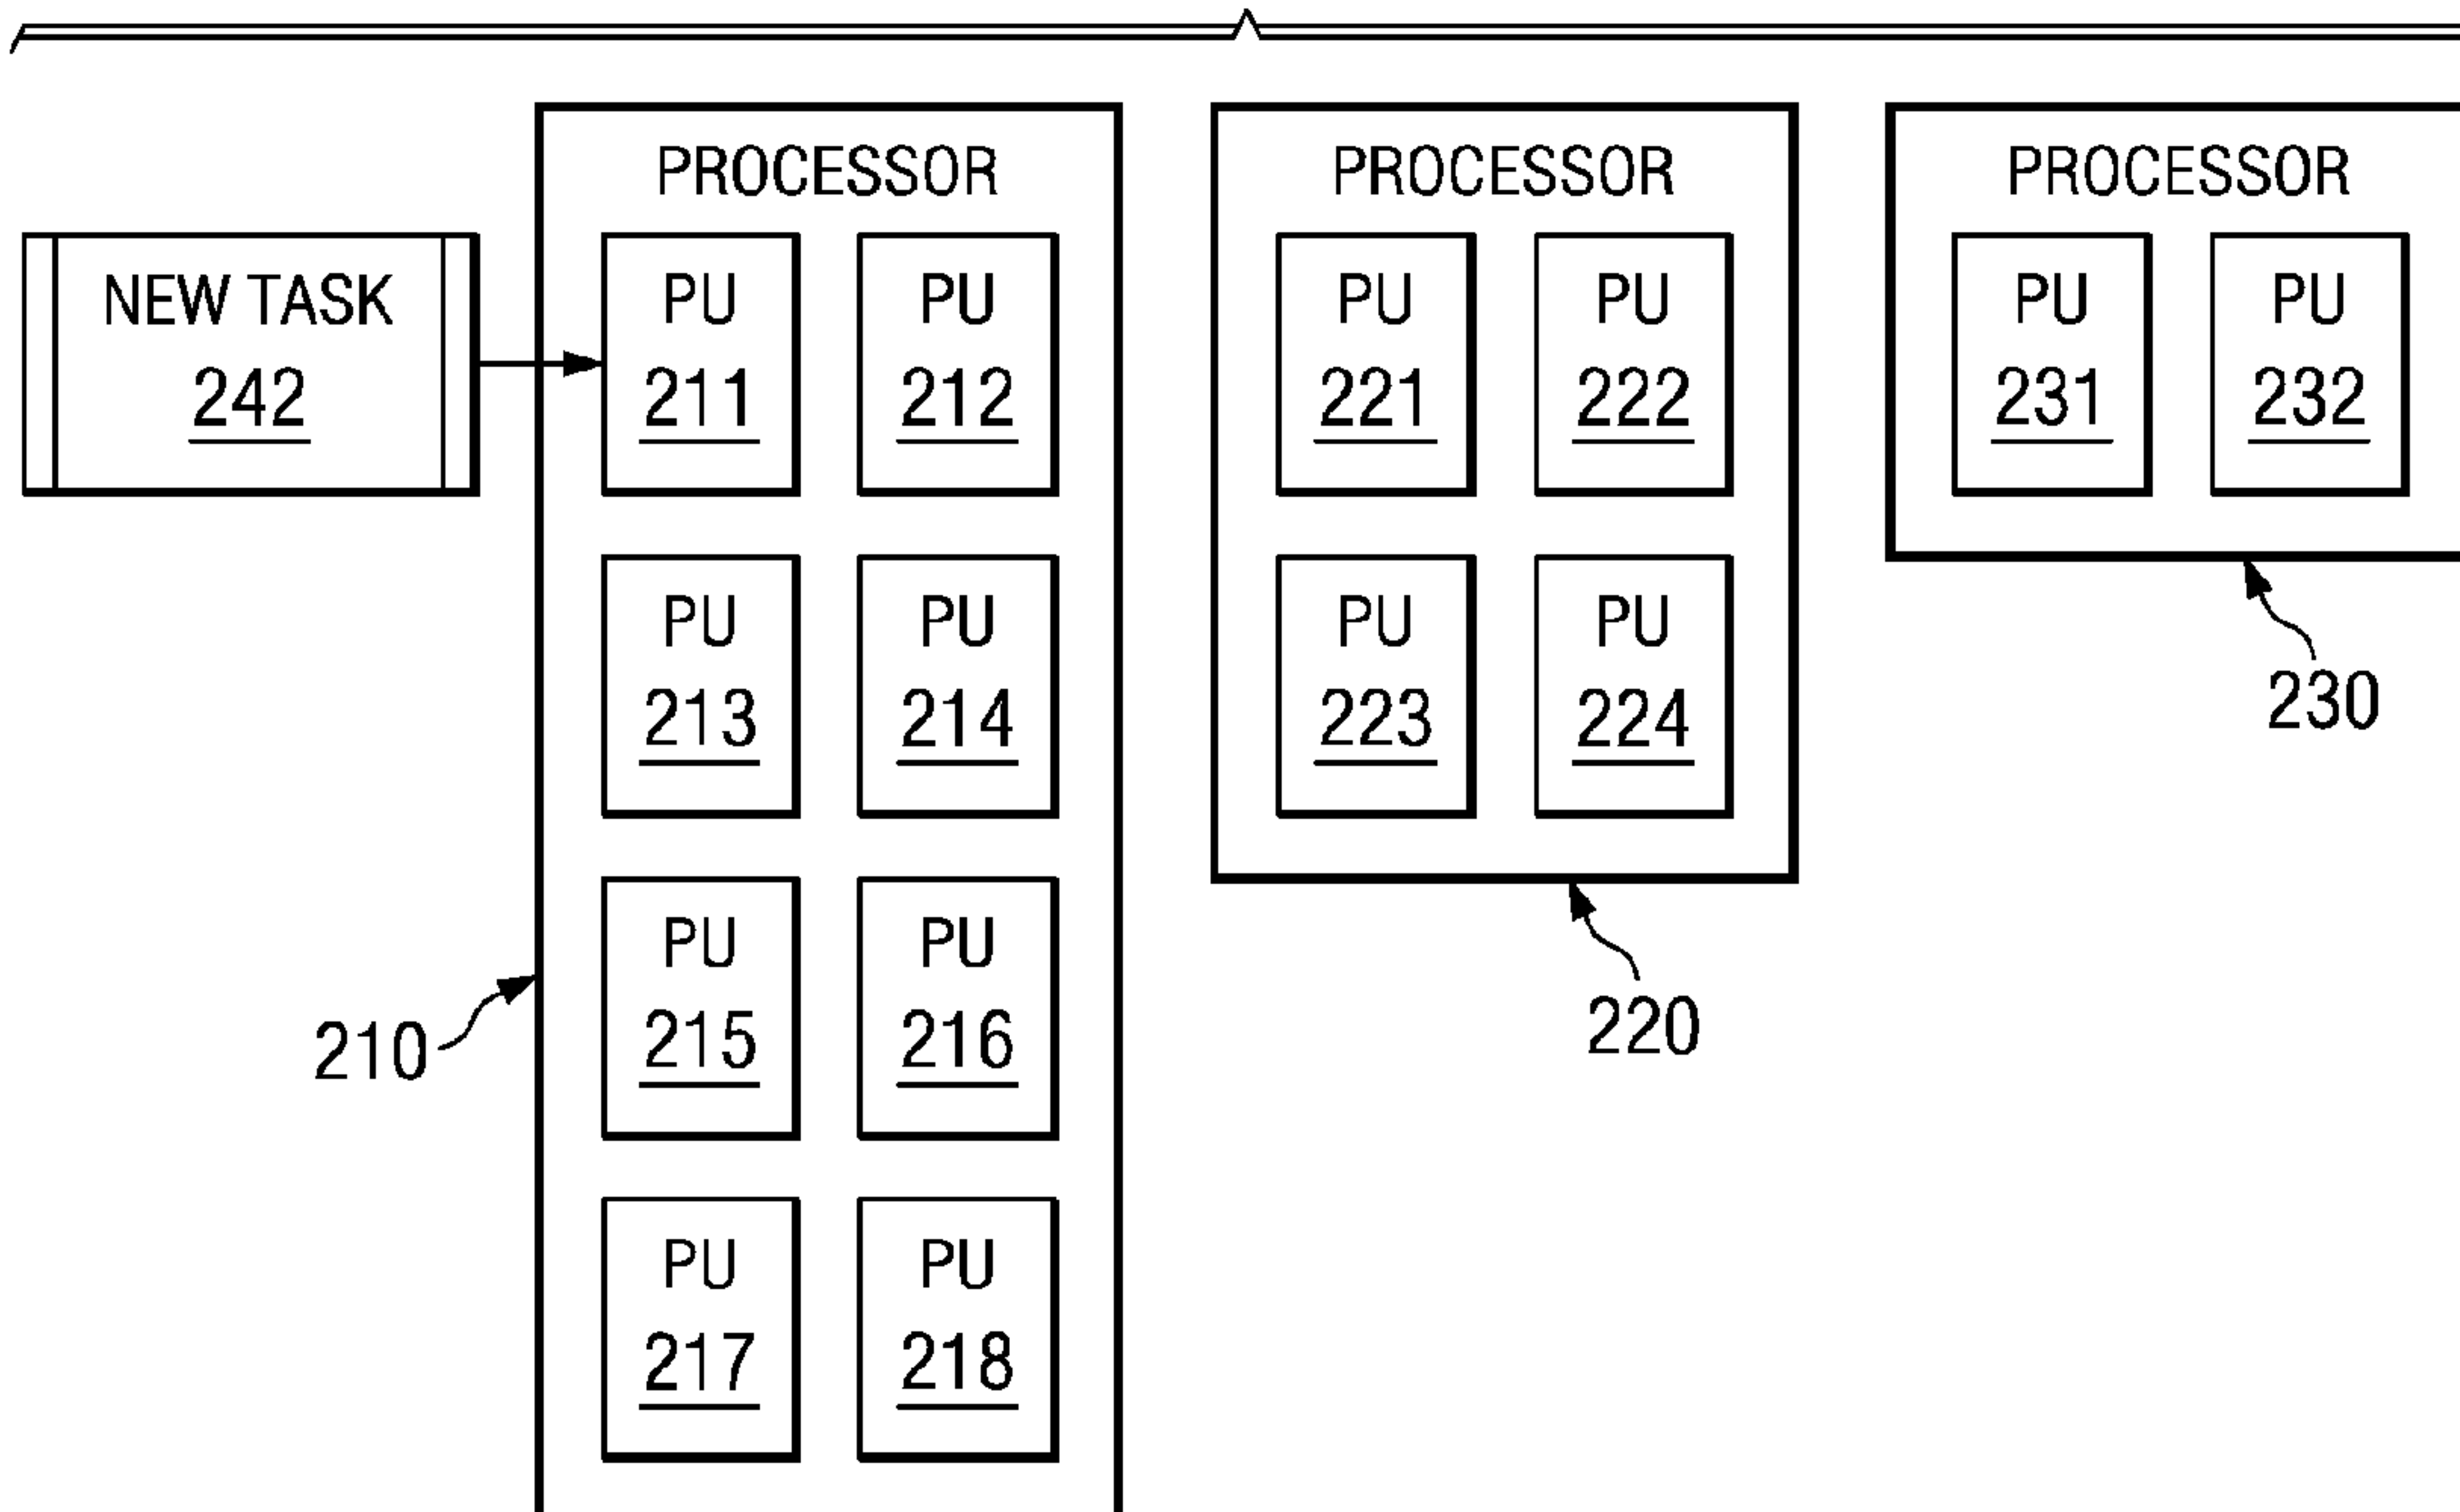 PROCESSOR
PROCESSOR
PROCESSOR
NEW TASK
242
PU
211
PU
212
PU
221
PU
222
PU
231
PU
232
PU
213
PU
214
PU
223
PU
224
230
PU
215
PU
216
210
220
PU
217
PU
218